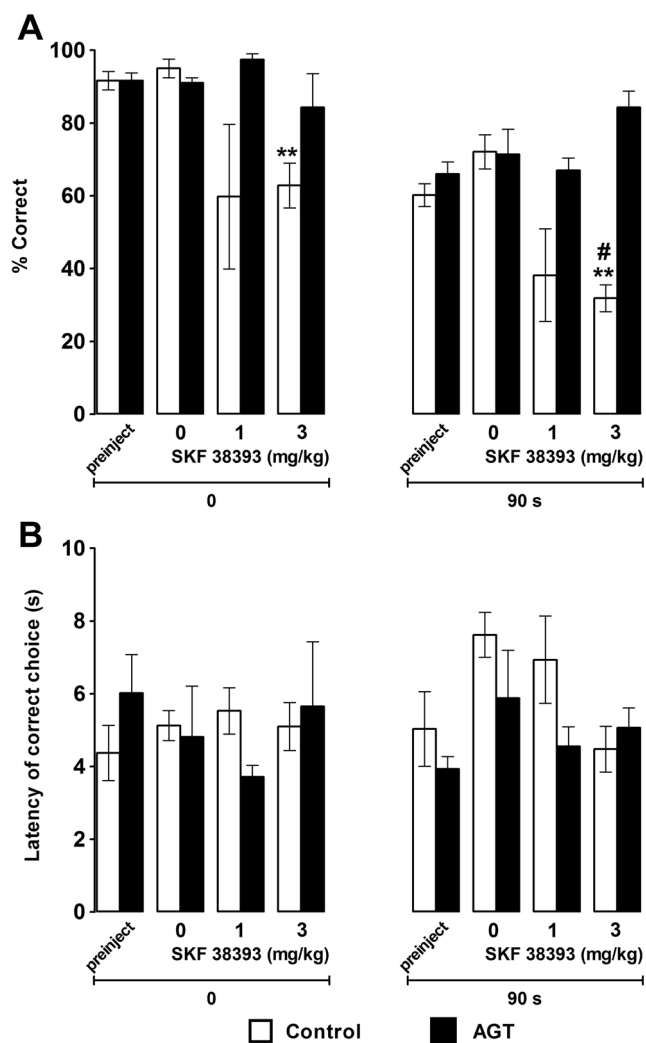 A
% Correct
100
80
60
40
20
0
**
#
**
preinject 0 1 3
SKF 38393 (mg/kg)
0
preinject 0 1 3
SKF 38393 (mg/kg)
90 s
B
Latency of correct choice (s)
10
8
6
4
2
0
preinject 0 1 3
SKF 38393 (mg/kg)
0
preinject 0 1 3
SKF 38393 (mg/kg)
90 s
Control AGT